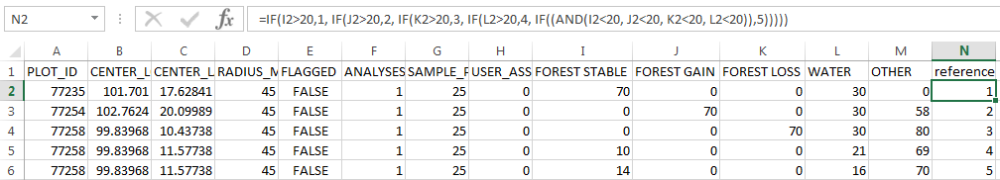 N2 fx =IF(I2>20,1, IF(J2>20,2, IF(K2>20,3, IF(L2>20,4, IF((AND(I2<20, J2<20, K2<20, L2<20)),5)))))
A B C D E F G H I J K L M N
1 PLOT_ID CENTER_L CENTER_L RADIUS_M FLAGGED ANALYSES SAMPLE_P USER_ASS FOREST STABLE FOREST GAIN FOREST LOSS WATER OTHER reference
2 77235 101.701 17.62841 45 FALSE 1 25 0 70 0 0 30 0 1
3 77254 102.7624 20.09989 45 FALSE 1 25 0 0 70 0 30 58 2
4 77258 99.83968 10.43738 45 FALSE 1 25 0 0 0 70 30 80 3
5 77258 99.83968 11.57738 45 FALSE 1 25 0 10 0 0 21 69 4
6 77258 99.83968 11.57738 45 FALSE 1 25 0 14 0 0 16 70 5